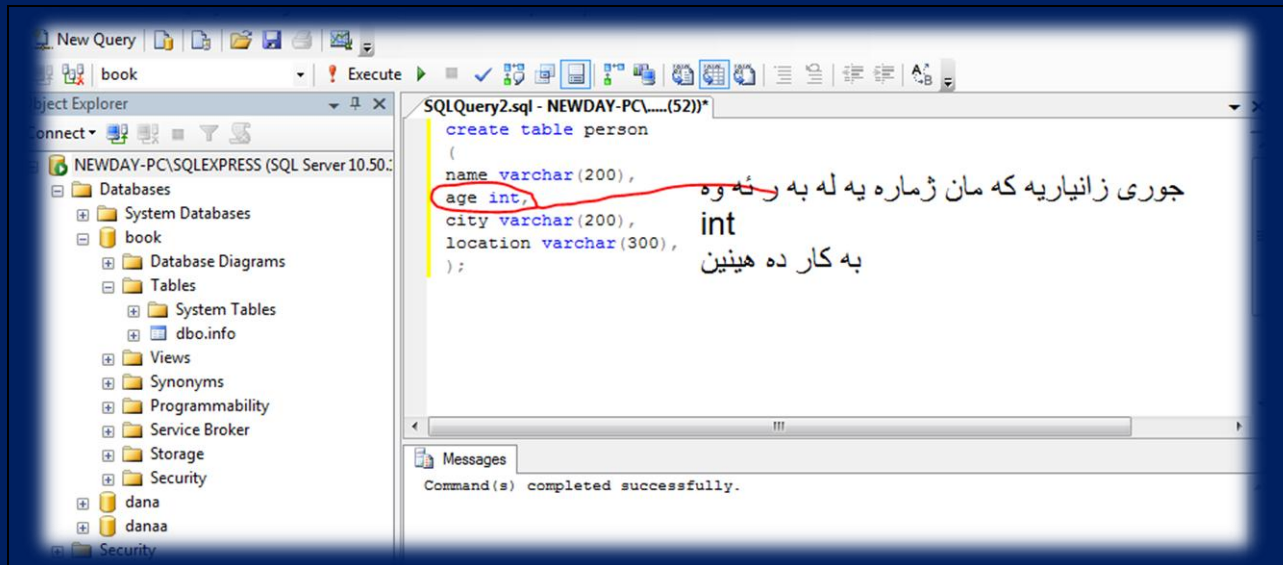 New Query
book
Execute
bject Explorer
onnect
NEWDAY-PC\SQLEXPRESS (SQL Server 10.50.
Databases
System Databases
book
Database Diagrams
Tables
System Tables
dbo.info
Views
Synonyms
Programmability
Service Broker
Storage
Security
dana
danaa
Security
SQLQuery2.sql - NEWDAY-PC\.....(52))*
create table person
(
name varchar(200),
age int,
city varchar(200),
location varchar(300),
);
جوری زانیاریه که مان ژماره یه له به ر ئه وه
int
به کار ده هینین
Messages
Command(s) completed successfully.